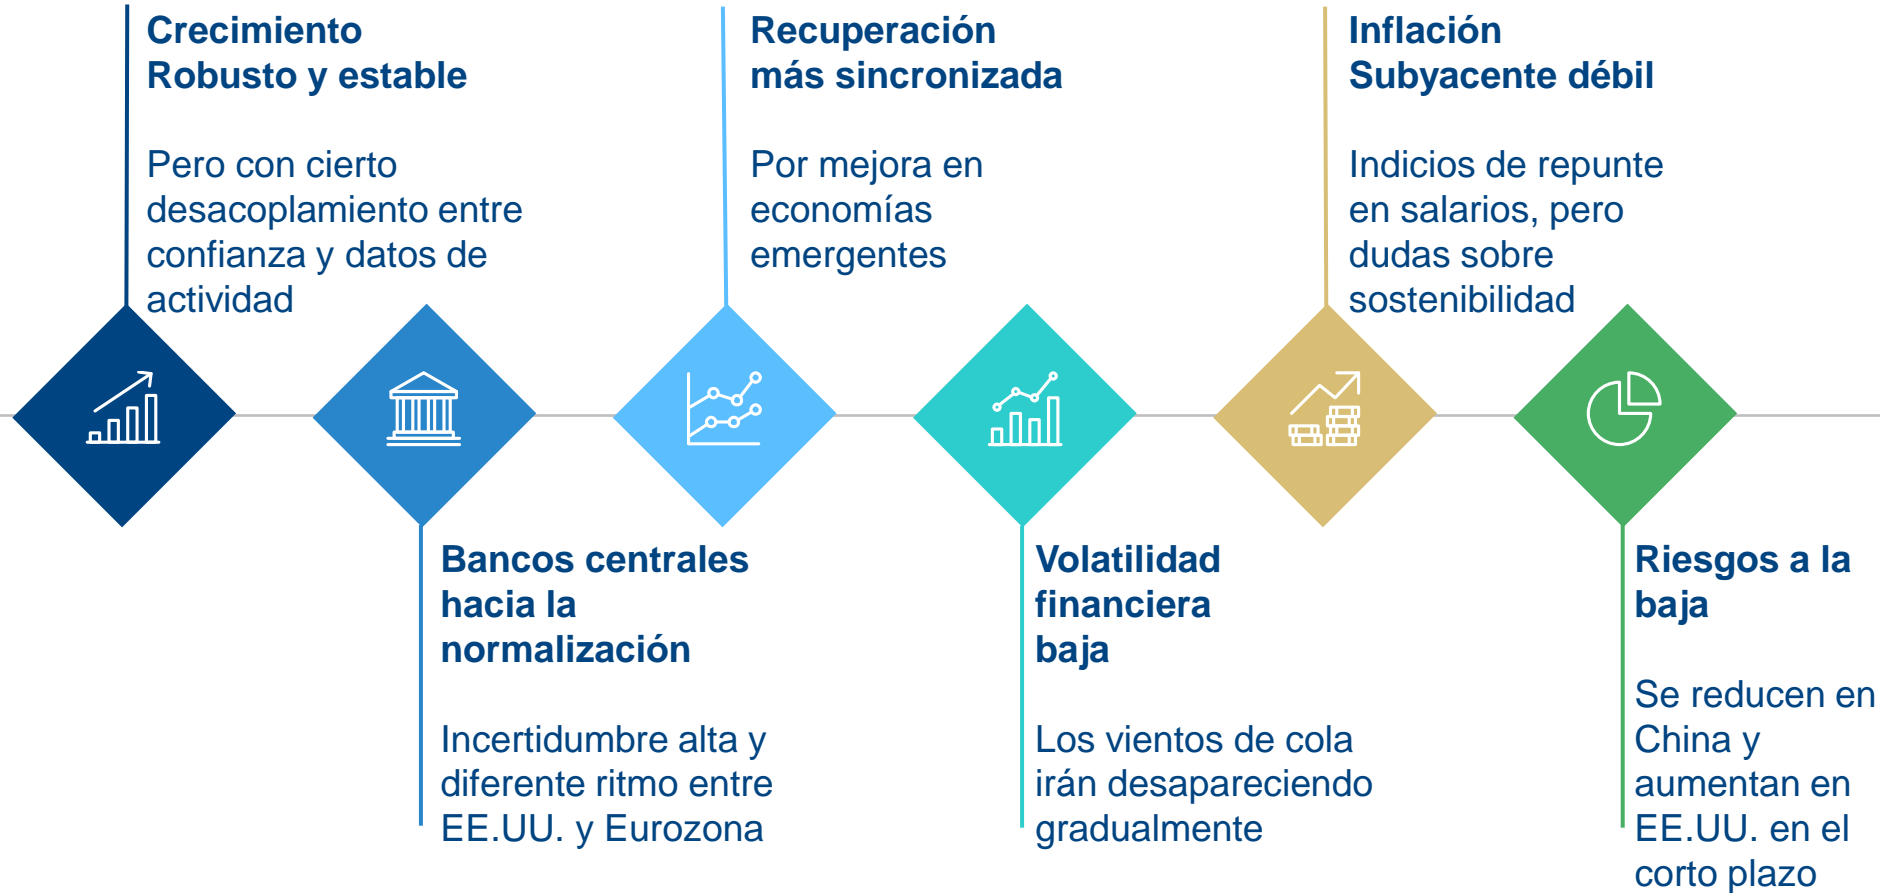 Crecimiento
Robusto y estable
Pero con cierto
desacoplamiento entre
confianza y datos de
actividad
Bancos centrales
hacia la
normalización
Incertidumbre alta y
diferente ritmo entre
EE.UU. y Eurozona
Recuperación
más sincronizada
Por mejora en
economías
emergentes
Volatilidad
financiera
baja
Los vientos de cola
irán desapareciendo
gradualmente
Inflación
Subyacente débil
Indicios de repunte
en salarios, pero
dudas sobre
sostenibilidad
Riesgos a la
baja
Se reducen en
China y
aumentan en
EE.UU. en el
corto plazo